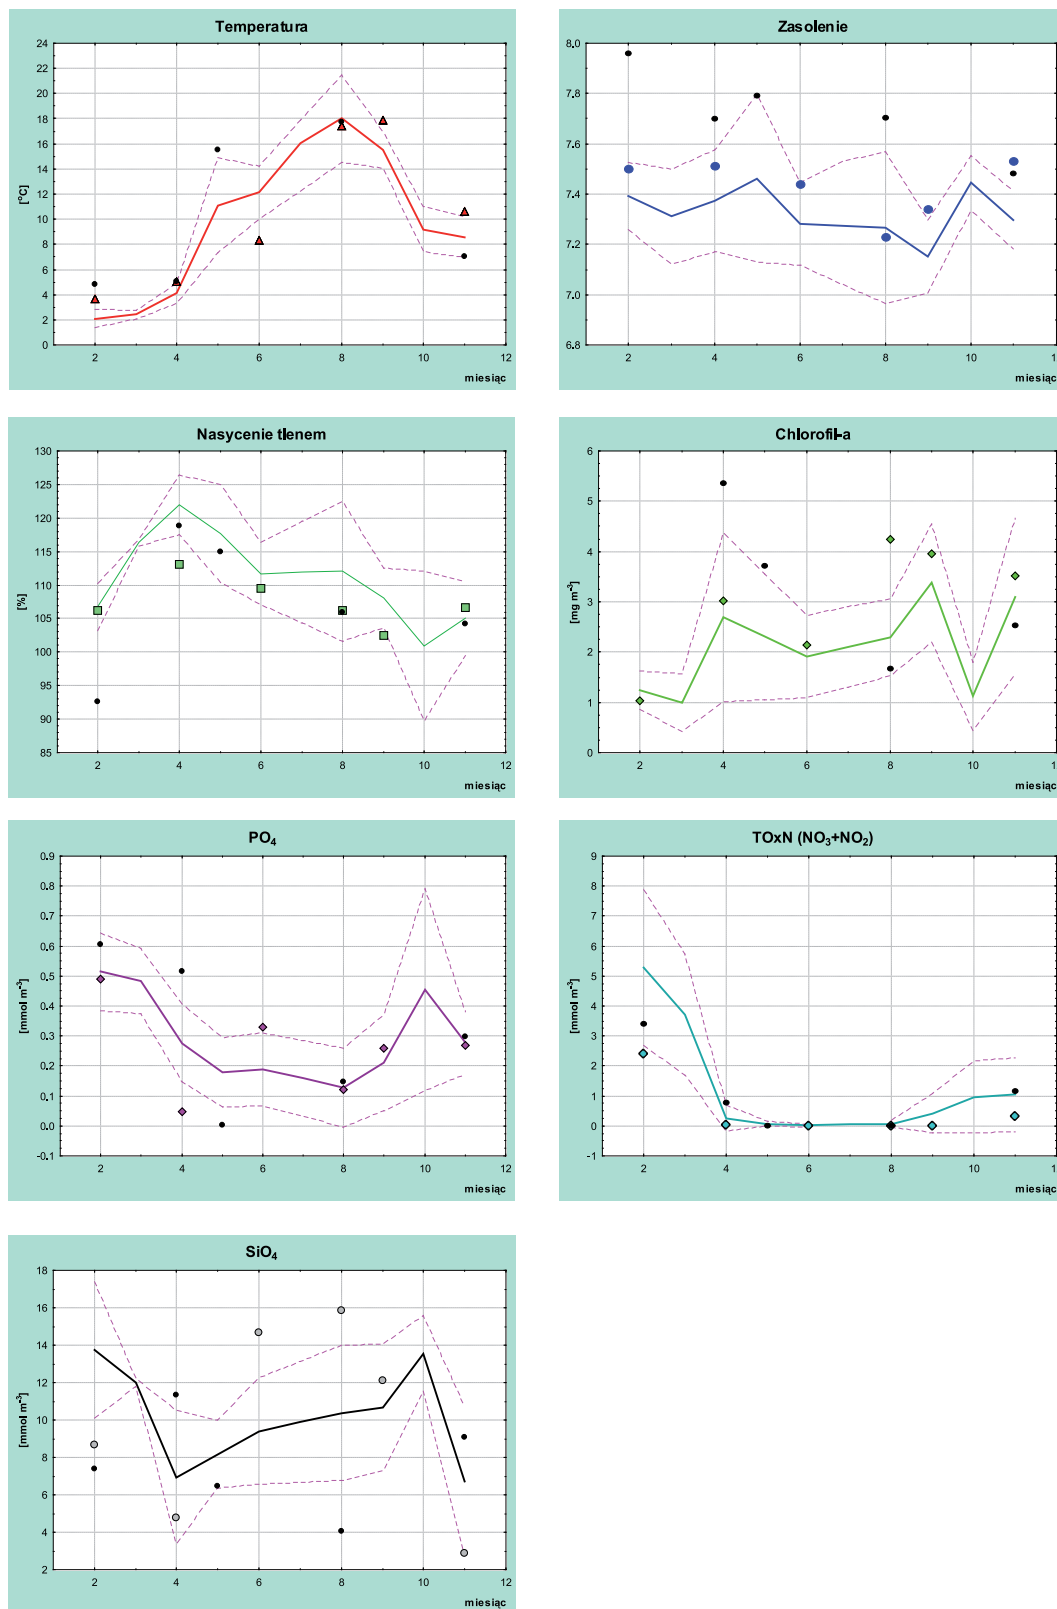 Temperatura
24
22
20
18
16
14
12
10
8
6
4
2
0
[°C]
2 4 6 8 10 12
miesiąc
Zasolenie
8.0
7.8
7.6
7.4
7.2
7.0
6.8
2 4 6 8 10 1
miesiąc
Nasycenie tlenem
130
125
120
115
110
105
100
95
90
85
[%]
2 4 6 8 10 12
miesiąc
Chlorofil-a
6
5
4
3
2
1
0
[mg m⁻³]
2 4 6 8 10 1
miesiąc
PO₄
0.9
0.8
0.7
0.6
0.5
0.4
0.3
0.2
0.1
0.0
-0.1
[mmol m⁻³]
2 4 6 8 10 12
miesiąc
TOxN (NO₃+NO₂)
9
8
7
6
5
4
3
2
1
0
-1
[mmol m⁻³]
2 4 6 8 10 1
miesiąc
SiO₄
18
16
14
12
10
8
6
4
2
[mmol m⁻³]
2 4 6 8 10 12
miesiąc